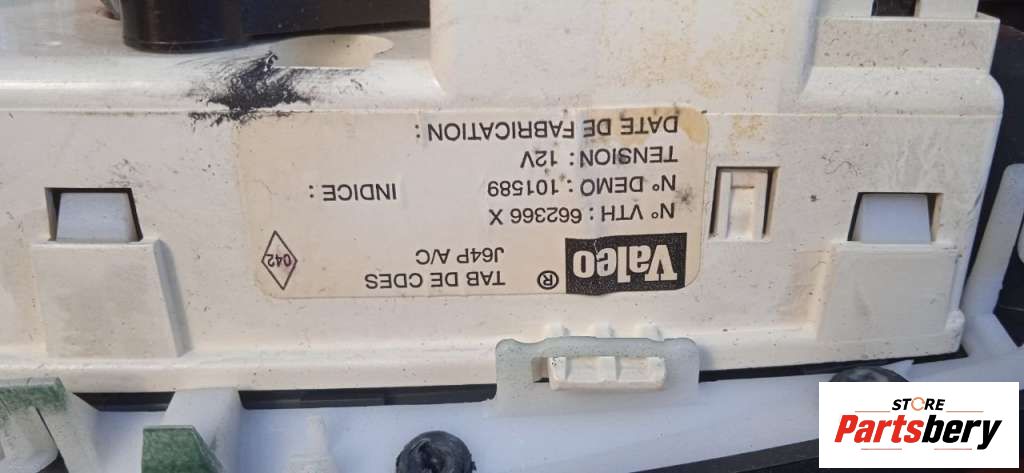 Valeo ®
TAB DE CDES
J64P A/C
042
N° VTH : 662366 X
N° DEMO : 101589
INDICE :
TENSION : 12V
DATE DE FABRICATION :
STORE
Partsbery